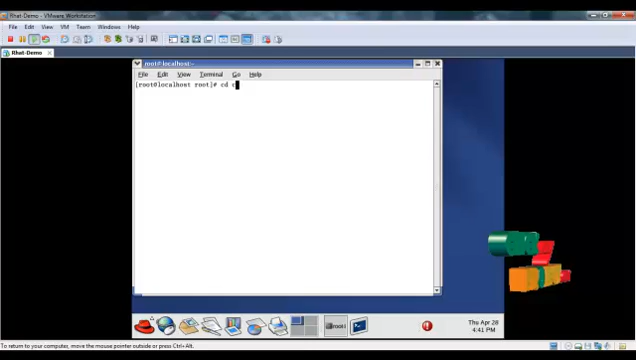 Rhat-Demo - VMware Workstation
File Edit View VM Team Windows Help
Rhat-Demo
root@localhost:~
File Edit View Terminal Go Help
[root@localhost root]# cd c
Thu Apr 28
4:41 PM
To return to your computer, move the mouse pointer outside or press Ctrl+Alt.